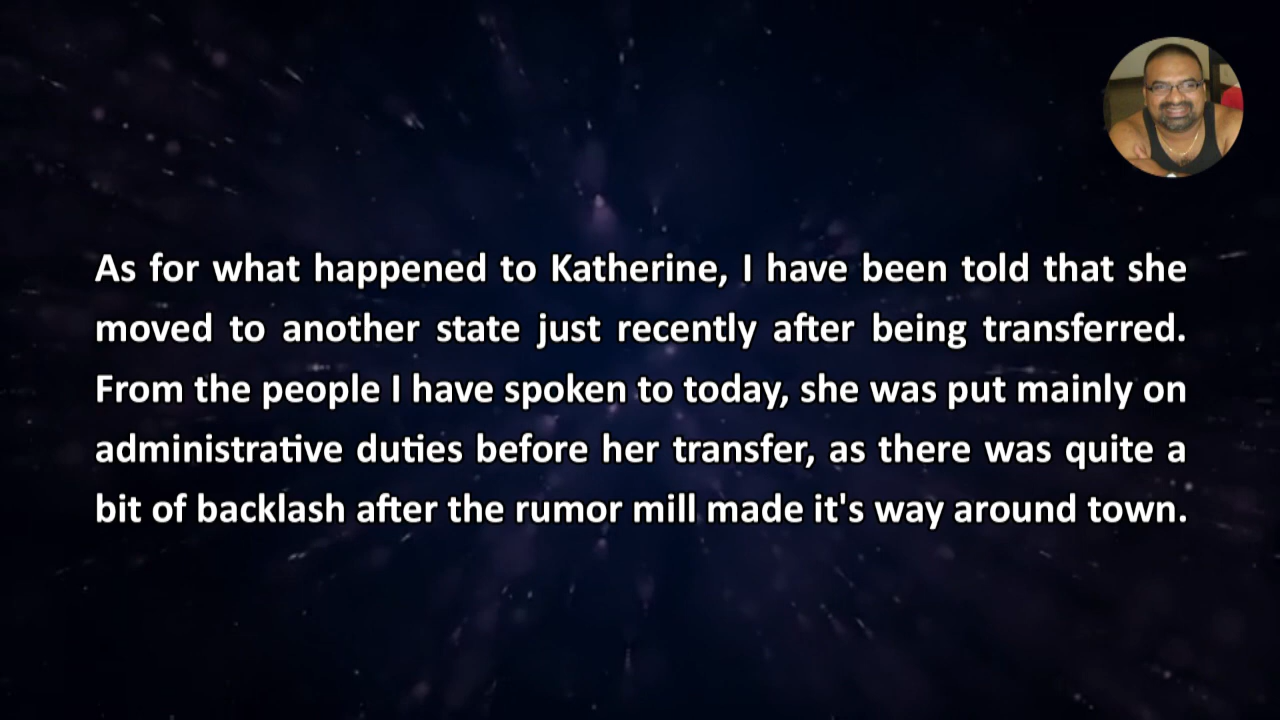 As for what happened to Katherine, I have been told that she
moved to another state just recently after being transferred.
From the people I have spoken to today, she was put mainly on
administrative duties before her transfer, as there was quite a
bit of backlash after the rumor mill made it's way around town.